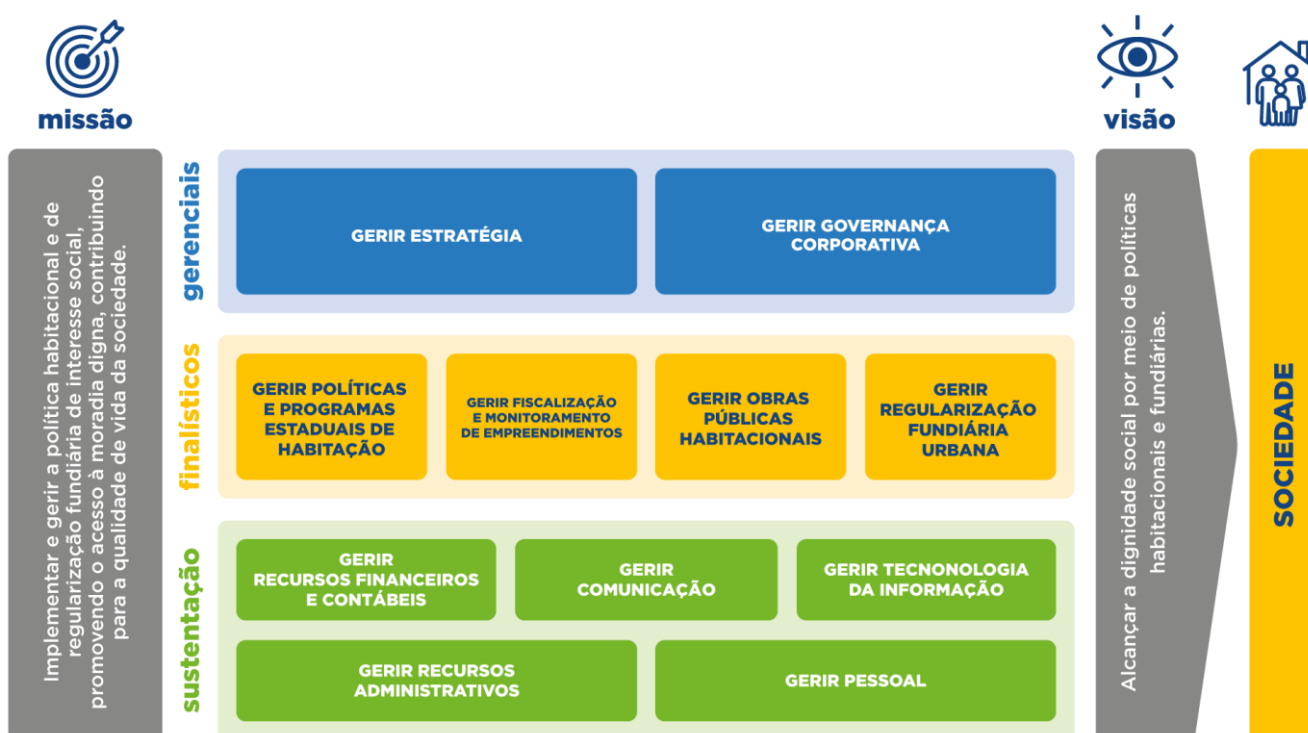 missão
Implementar e gerir a política habitacional e de
regularização fundiária de interesse social,
promovendo o acesso à moradia digna, contribuindo
para a qualidade de vida da sociedade.
gerenciais
GERIR ESTRATÉGIA
GERIR GOVERNANÇA
CORPORATIVA
finalísticos
GERIR POLÍTICAS
E PROGRAMAS
ESTADUAIS DE
HABITAÇÃO
GERIR FISCALIZAÇÃO
E MONITORAMENTO
DE EMPREENDIMENTOS
GERIR OBRAS
PÚBLICAS
HABITACIONAIS
GERIR
REGULARIZAÇÃO
FUNDIÁRIA
URBANA
sustentação
GERIR
RECURSOS FINANCEIROS
E CONTÁBEIS
GERIR
COMUNICAÇÃO
GERIR TECNONOLOGIA
DA INFORMAÇÃO
GERIR RECURSOS
ADMINISTRATIVOS
GERIR PESSOAL
visão
Alcançar a dignidade social por meio de políticas
habitacionais e fundiárias.
SOCIEDADE